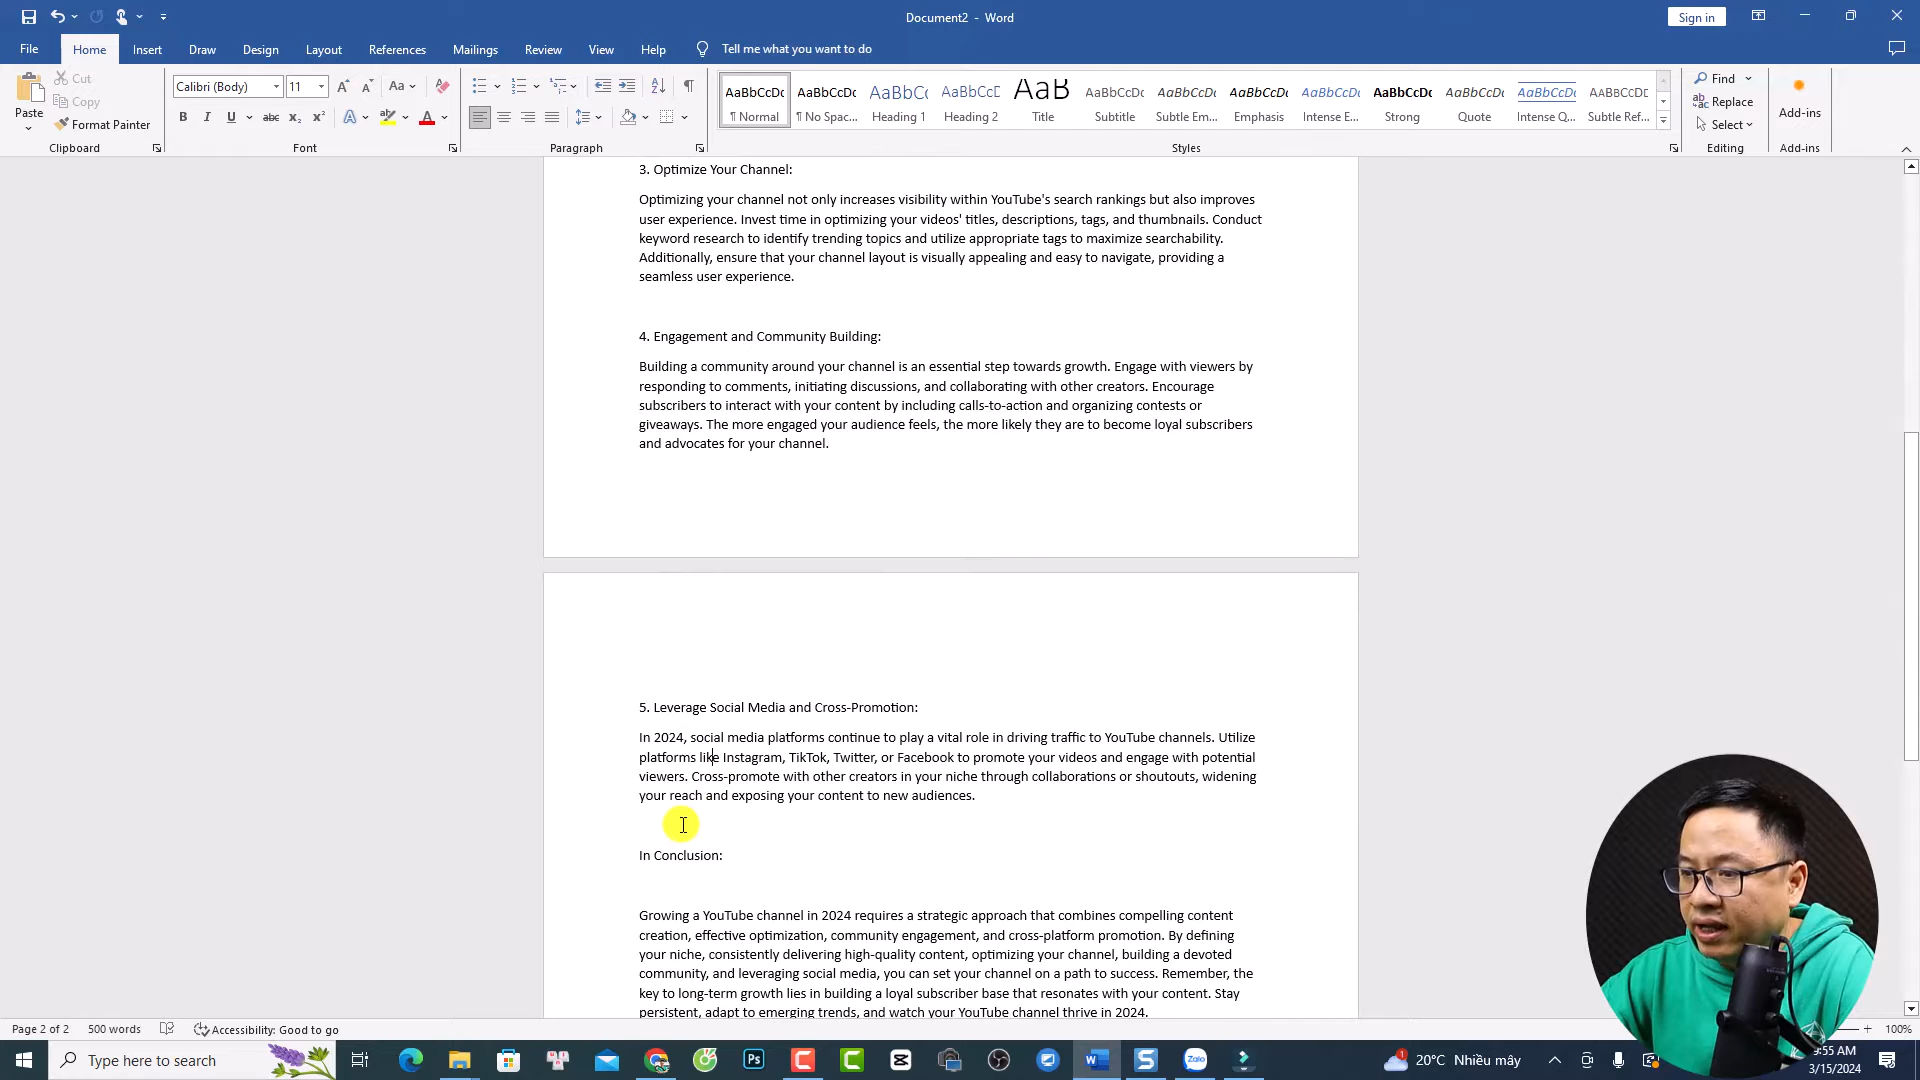 Document2 - Word
Sign in
File Home Insert Draw Design Layout References Mailings Review View Help Tell me what you want to do
Paste
Cut
Copy
Format Painter
Clipboard
Calibri (Body) 11
Font
Paragraph
AaBbCcDc AaBbCcDc AaBbC( AaBbCcD AaB AaBbCcD AaBbCcDc AaBbCcDc AaBbCcDc AaBbCcDc AaBbCcDc AaBbCcDc AABBCCDD
¶ Normal ¶ No Spac... Heading 1 Heading 2 Title Subtitle Subtle Em... Emphasis Intense E... Strong Quote Intense Q... Subtle Ref...
Styles
Find
Replace
Select
Editing
Add-ins
Add-ins
3. Optimize Your Channel:
Optimizing your channel not only increases visibility within YouTube's search rankings but also improves
user experience. Invest time in optimizing your videos' titles, descriptions, tags, and thumbnails. Conduct
keyword research to identify trending topics and utilize appropriate tags to maximize searchability.
Additionally, ensure that your channel layout is visually appealing and easy to navigate, providing a
seamless user experience.
4. Engagement and Community Building:
Building a community around your channel is an essential step towards growth. Engage with viewers by
responding to comments, initiating discussions, and collaborating with other creators. Encourage
subscribers to interact with your content by including calls-to-action and organizing contests or
giveaways. The more engaged your audience feels, the more likely they are to become loyal subscribers
and advocates for your channel.
5. Leverage Social Media and Cross-Promotion:
In 2024, social media platforms continue to play a vital role in driving traffic to YouTube channels. Utilize
platforms like Instagram, TikTok, Twitter, or Facebook to promote your videos and engage with potential
viewers. Cross-promote with other creators in your niche through collaborations or shoutouts, widening
your reach and exposing your content to new audiences.
In Conclusion:
Growing a YouTube channel in 2024 requires a strategic approach that combines compelling content
creation, effective optimization, community engagement, and cross-platform promotion. By defining
your niche, consistently delivering high-quality content, optimizing your channel, building a devoted
community, and leveraging social media, you can set your channel on a path to success. Remember, the
key to long-term growth lies in building a loyal subscriber base that resonates with your content. Stay
persistent, adapt to emerging trends, and watch your YouTube channel thrive in 2024.
Page 2 of 2 500 words Accessibility: Good to go
100%
Type here to search
20°C Nhiều mây
9:55 AM
3/15/2024